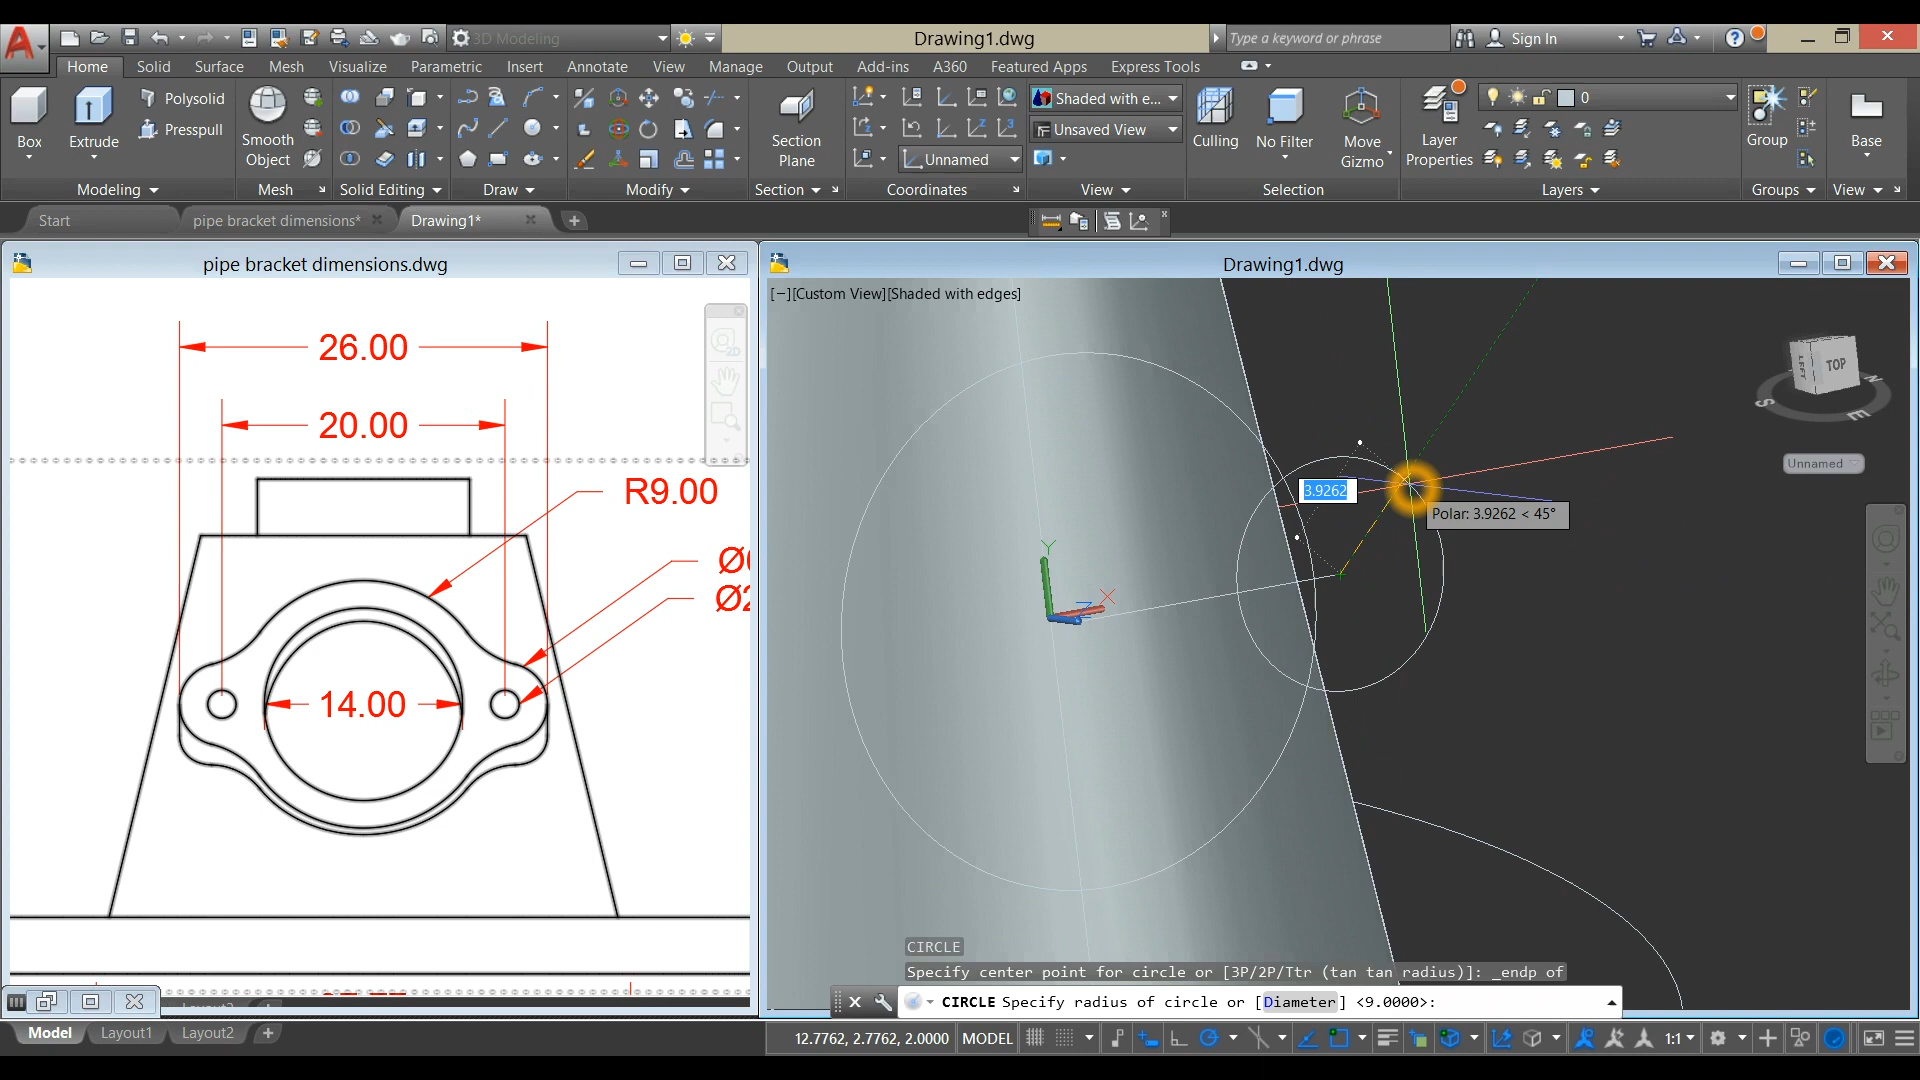 3D Modeling
Drawing1.dwg
Type a keyword or phrase
Sign In
Home Solid Surface Mesh Visualize Parametric Insert Annotate View Manage Output Add-ins A360 Featured Apps Express Tools
Box
Extrude
Polysolid
Presspull
Smooth
Object
Section
Plane
Shaded with e...
Unsaved View
Unnamed
Culling
No Filter
Move
Gizmo
Layer
Properties
0
Group
Base
Modeling
Mesh
Solid Editing
Draw
Modify
Section
Coordinates
View
Selection
Layers
Groups
View
Start
pipe bracket dimensions*
Drawing1*
pipe bracket dimensions.dwg
26.00
20.00
R9.00
14.00
2D
Drawing1.dwg
[−][Custom View][Shaded with edges]
LEFT
TOP
N
S
E
Unnamed
3.9262
Polar: 3.9262 < 45°
Y
X
Z
CIRCLE
Specify center point for circle or [3P/2P/Ttr (tan tan radius)]: _endp of
CIRCLE Specify radius of circle or [Diameter] <9.0000>:
Model Layout1 Layout2
12.7762, 2.7762, 2.0000 MODEL
1:1